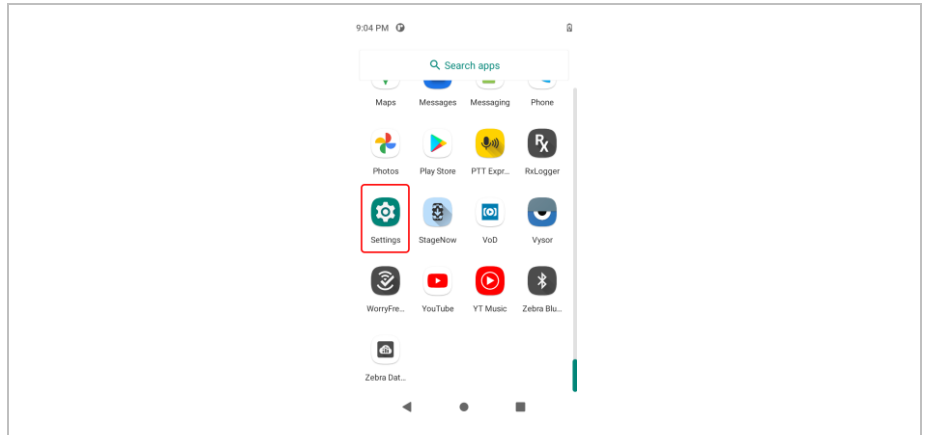 9:04 PM
Search apps
Maps Messages Messaging Phone
Photos Play Store PTT Expr... RxLogger
Settings StageNow VoD Vysor
WorryFre... YouTube YT Music Zebra Blu...
Zebra Dat...